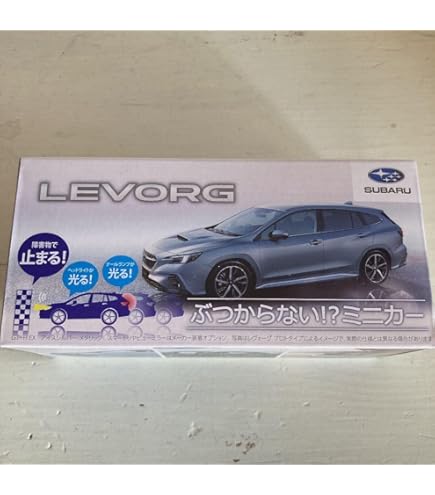 LEVORG
SUBARU
障害物で
止まる!
ヘッドライトが
光る!
テールランプが
光る!
ぶつからない!?ミニカー